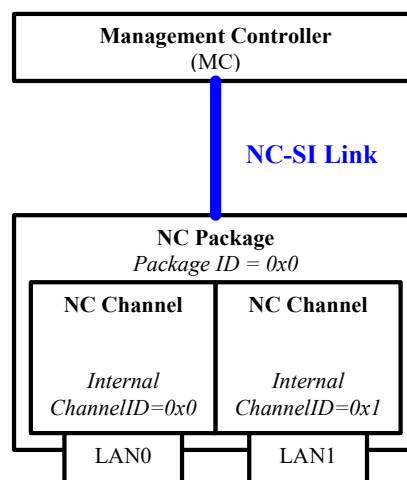 Management Controller
(MC)
NC-SI Link
NC Package
Package ID = 0x0
NC Channel
Internal
ChannelID=0x0
NC Channel
Internal
ChannelID=0x1
LAN0
LAN1